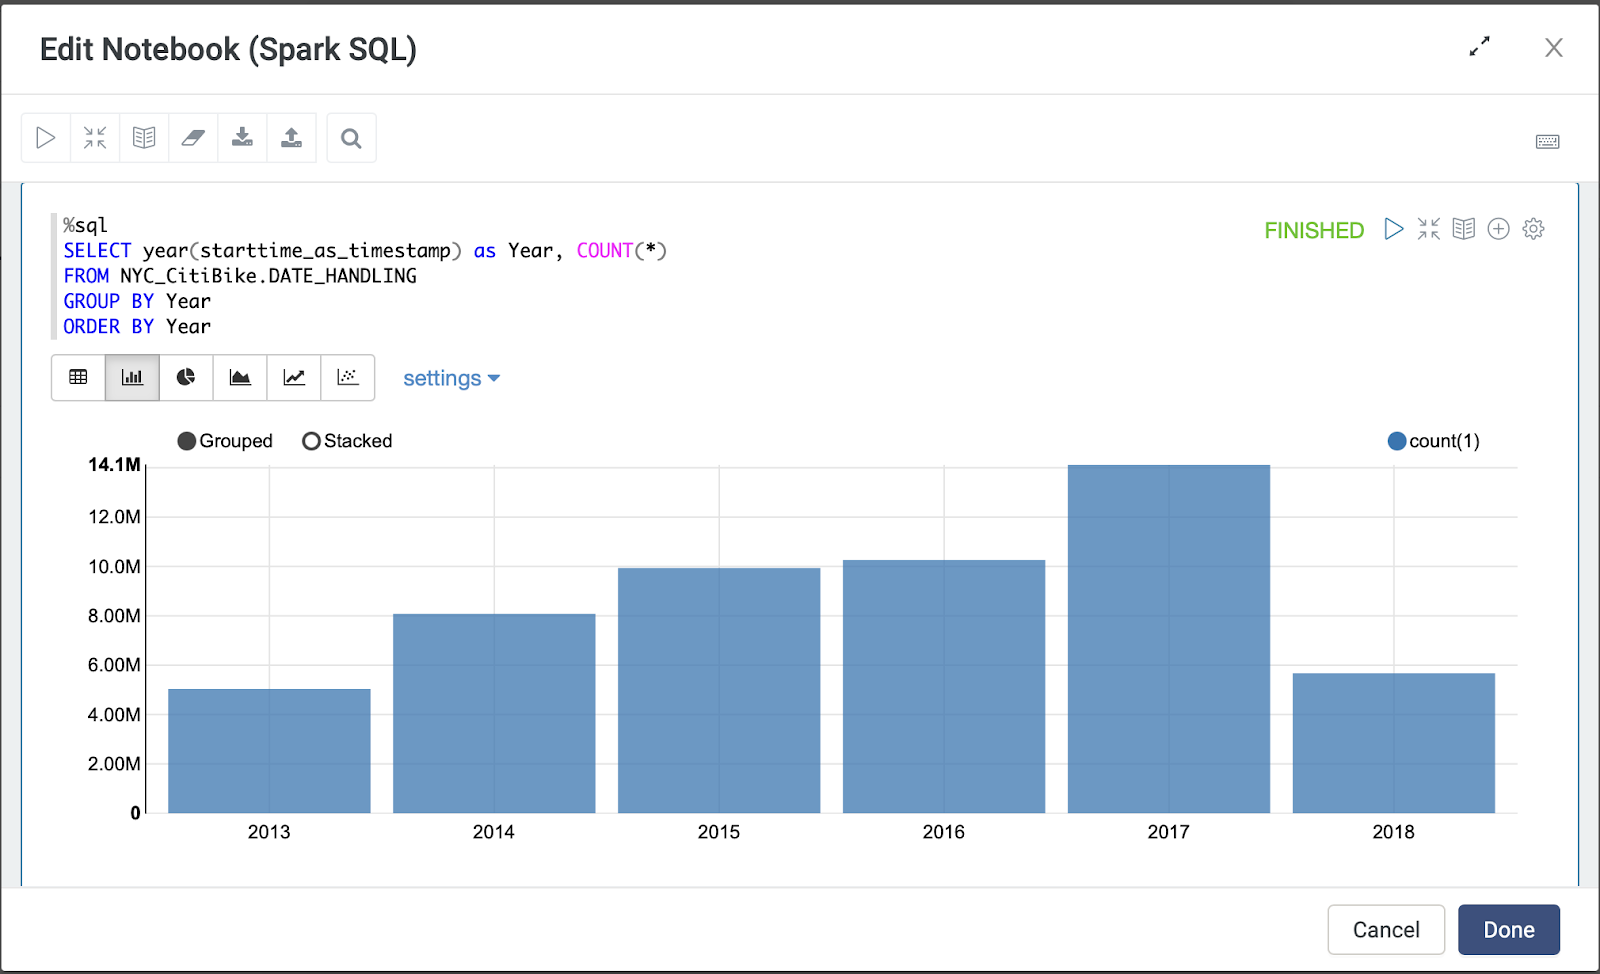 Edit Notebook (Spark SQL)
%sql
FINISHED
SELECT year(starttime_as_timestamp) as Year, COUNT(*)
FROM NYC_CitiBike.DATE_HANDLING
GROUP BY Year
ORDER BY Year
settings
Grouped Stacked count(1)
14.1M
12.0M
10.0M
8.00M
6.00M
4.00M
2.00M
0
2013 2014 2015 2016 2017 2018
Cancel Done